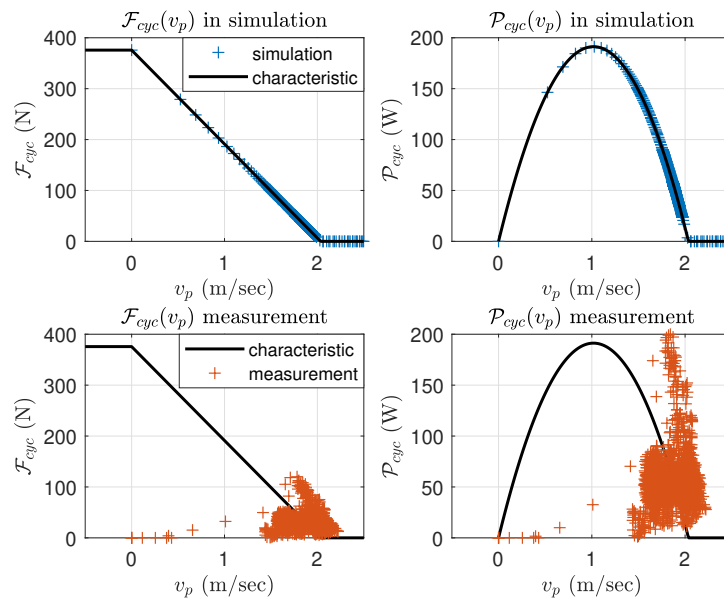 𝓕_cyc(v_p) in simulation
400
300
200
100
0
𝓕_cyc (N)
simulation
characteristic
0 1 2
v_p (m/sec)
𝓟_cyc(v_p) in simulation
200
150
100
50
0
𝓟_cyc (W)
0 1 2
v_p (m/sec)
𝓕_cyc(v_p) measurement
400
300
200
100
0
𝓕_cyc (N)
characteristic
measurement
0 1 2
v_p (m/sec)
𝓟_cyc(v_p) measurement
200
150
100
50
0
𝓟_cyc (W)
0 1 2
v_p (m/sec)